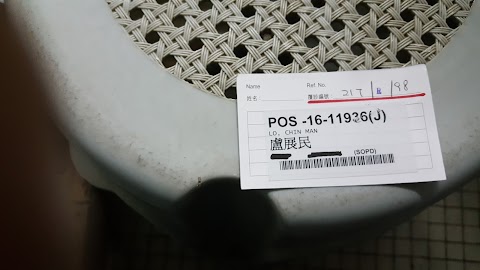 Name Ref. No.
姓名 覆診編號 217/B/98
POS -16-11936(J)
LO, CHIN MAN
盧展民
(SOPD)